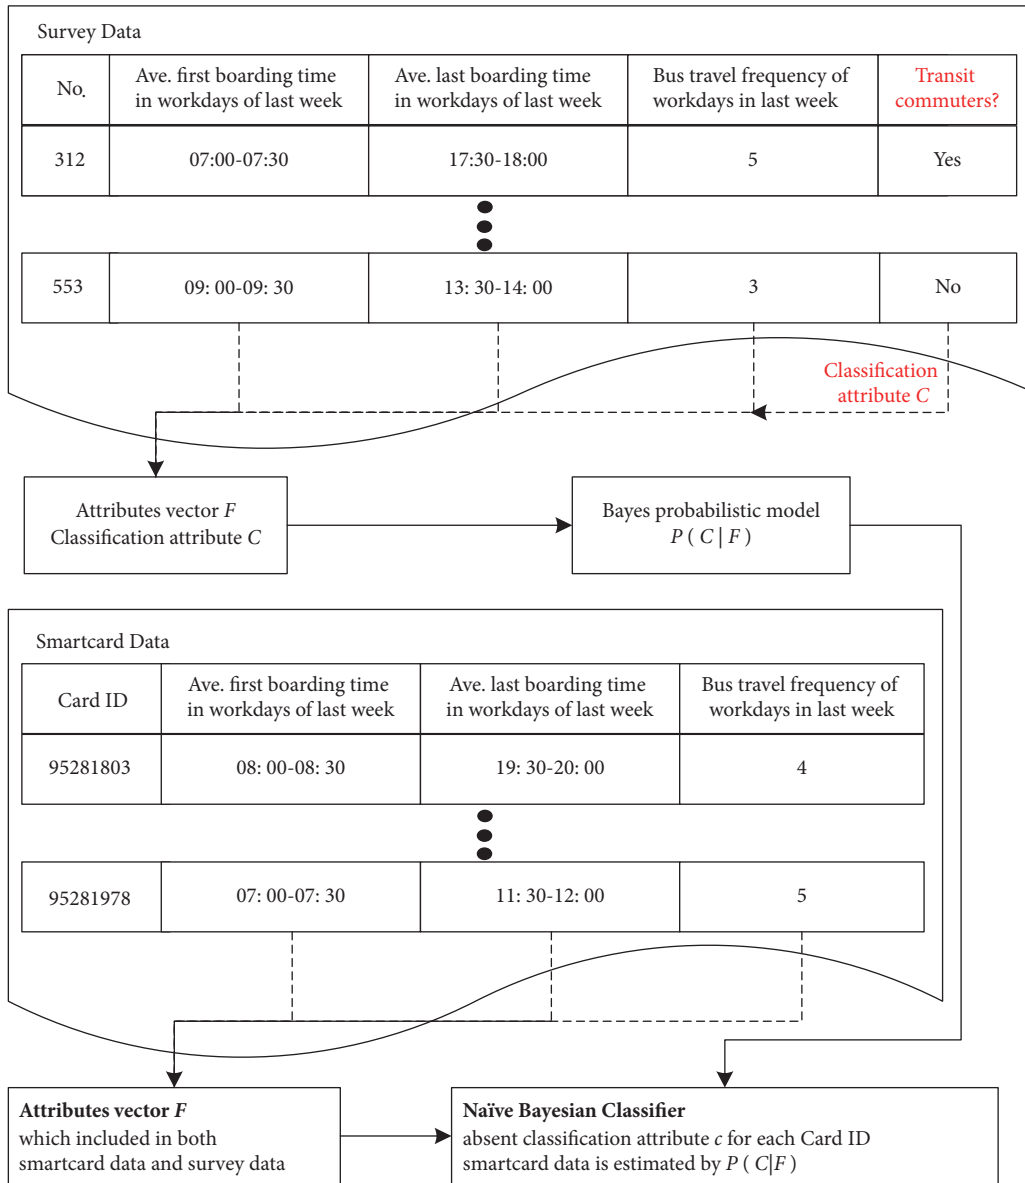 Survey Data
No.
Ave. first boarding time
in workdays of last week
Ave. last boarding time
in workdays of last week
Bus travel frequency of
workdays in last week
Transit
commuters?
312
07:00-07:30
17:30-18:00
5
Yes
553
09: 00-09: 30
13: 30-14: 00
3
No
Classification
attribute C
Attributes vector F
Classification attribute C
Bayes probabilistic model
P ( C | F )
Smartcard Data
Card ID
Ave. first boarding time
in workdays of last week
Ave. last boarding time
in workdays of last week
Bus travel frequency of
workdays in last week
95281803
08: 00-08: 30
19: 30-20: 00
4
95281978
07: 00-07: 30
11: 30-12: 00
5
Attributes vector F
which included in both
smartcard data and survey data
Naïve Bayesian Classifier
absent classification attribute c for each Card ID
smartcard data is estimated by P ( C|F )